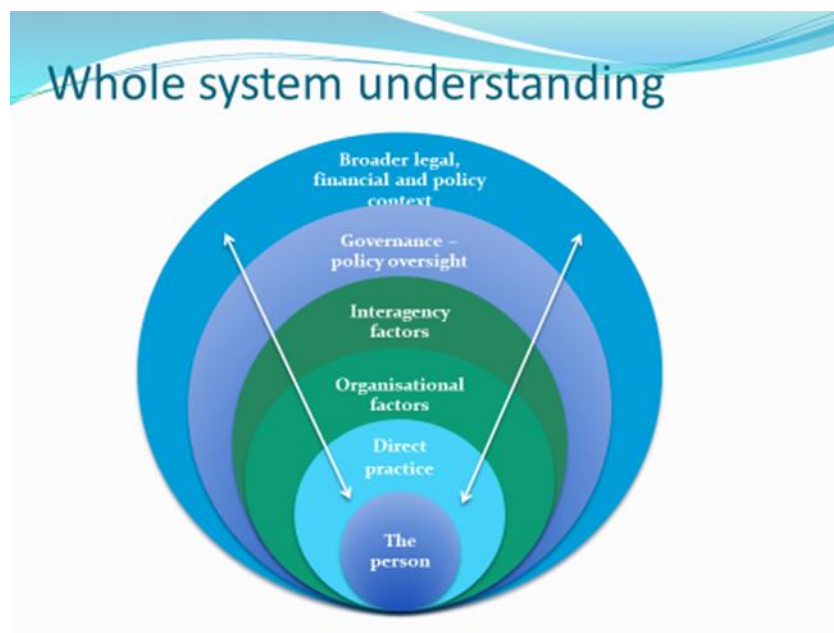 Whole system understanding
Broader legal,
financial and policy
context
Governance –
policy oversight
Interagency
factors
Organisational
factors
Direct
practice
The
person